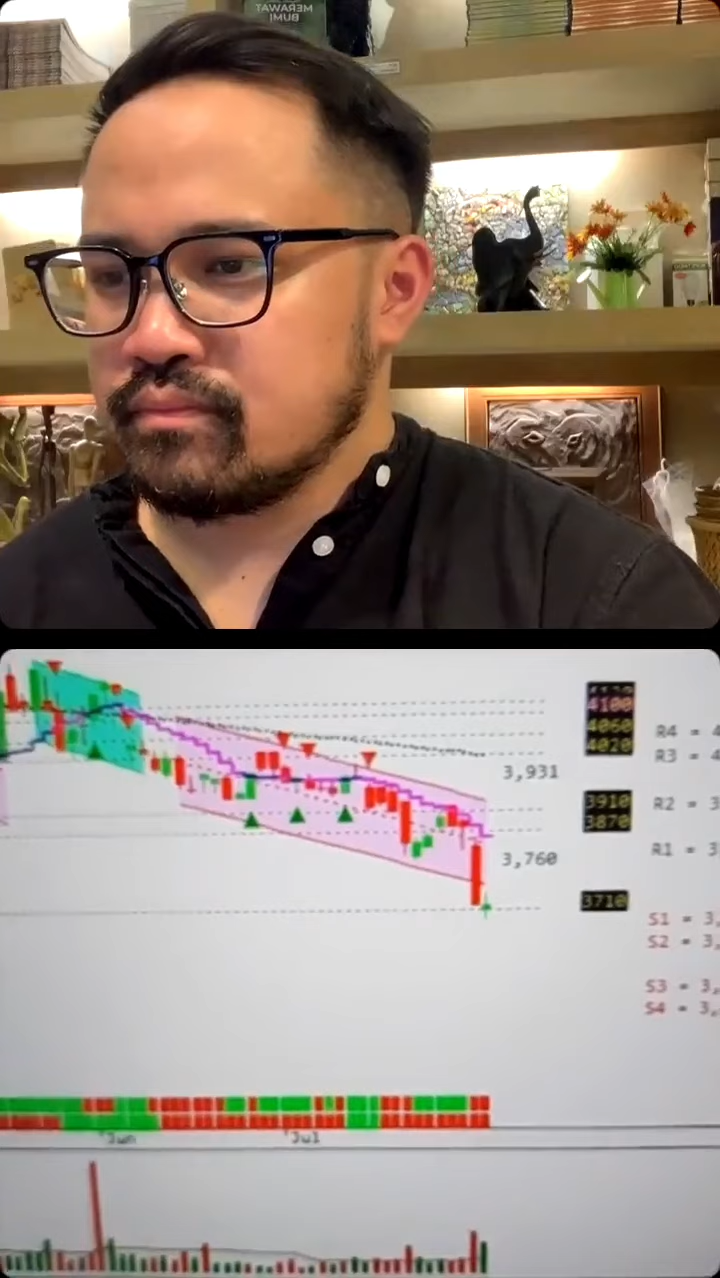 MERAWAT
BUMI
4100
4060
4020
R4 = 4
R3 = 4
3,931
3910
3870
R2 = 3
R1 = 3
3,760
3710
S1 = 3,
S2 = 3,
S3 = 3,
S4 = 3,
'Jun
'Jul